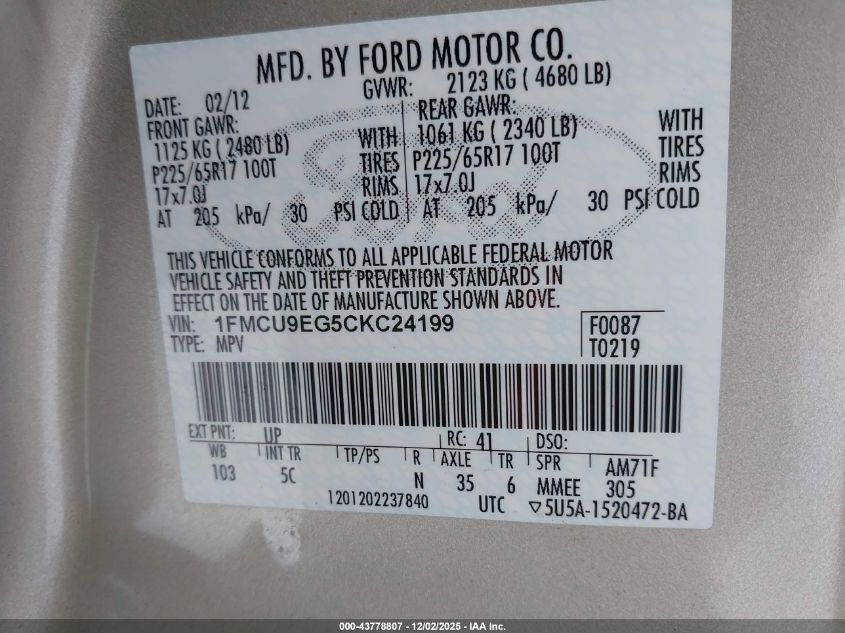 MFD. BY FORD MOTOR CO.
DATE: 02/12 GVWR: 2123 KG ( 4680 LB)
FRONT GAWR: REAR GAWR:
1125 KG ( 2480 LB) WITH 1061 KG ( 2340 LB) WITH
P225/65R17 100T TIRES P225/65R17 100T TIRES
17x7.0J RIMS 17x7.0J RIMS
AT 205 kPa/ 30 PSI COLD AT 205 kPa/ 30 PSI COLD
Ford
THIS VEHICLE CONFORMS TO ALL APPLICABLE FEDERAL MOTOR
VEHICLE SAFETY AND THEFT PREVENTION STANDARDS IN
EFFECT ON THE DATE OF MANUFACTURE SHOWN ABOVE.
VIN: 1FMCU9EG5CKC24199 F0087
TYPE: MPV T0219
EXT PNT: UP RC: 41 DSO:
WB INT TR TP/PS R AXLE TR SPR AM71F
103 5C N 35 6 MMEE 305
1201202237840 UTC ▽5U5A-1520472-BA
000-43778807 - 12/02/2025 - IAA Inc.